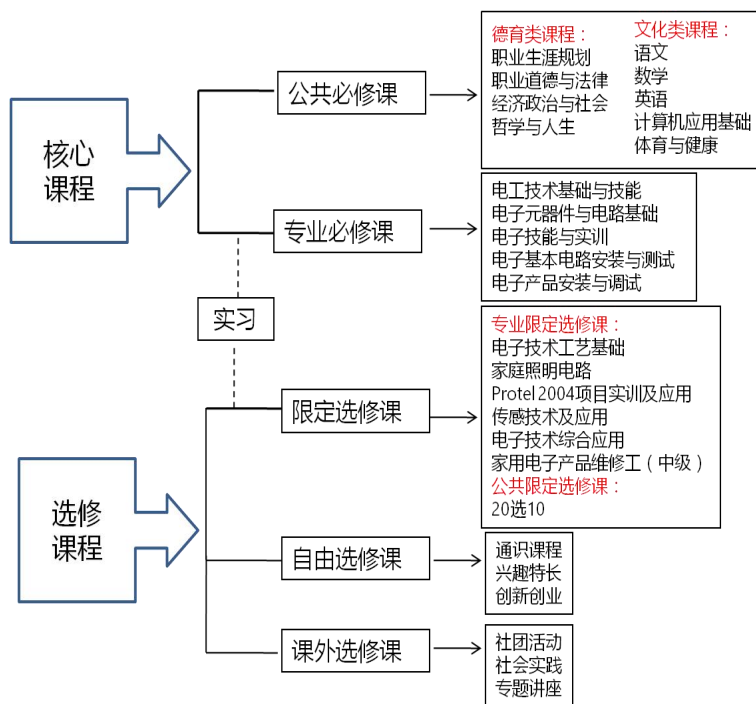 核心
课程
公共必修课
德育类课程：
职业生涯规划
职业道德与法律
经济政治与社会
哲学与人生
文化类课程：
语文
数学
英语
计算机应用基础
体育与健康
专业必修课
电工技术基础与技能
电子元器件与电路基础
电子技能与实训
电子基本电路安装与测试
电子产品安装与调试
实习
选修
课程
限定选修课
专业限定选修课：
电子技术工艺基础
家庭照明电路
Protel 2004项目实训及应用
传感技术及应用
电子技术综合应用
家用电子产品维修工（中级）
公共限定选修课：
20选10
自由选修课
通识课程
兴趣特长
创新创业
课外选修课
社团活动
社会实践
专题讲座